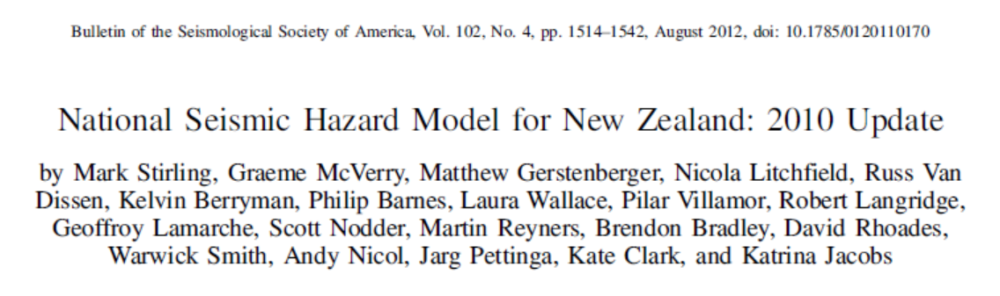 Bulletin of the Seismological Society of America, Vol. 102, No. 4, pp. 1514–1542, August 2012, doi: 10.1785/0120110170
National Seismic Hazard Model for New Zealand: 2010 Update
by Mark Stirling, Graeme McVerry, Matthew Gerstenberger, Nicola Litchfield, Russ Van
Dissen, Kelvin Berryman, Philip Barnes, Laura Wallace, Pilar Villamor, Robert Langridge,
Geoffroy Lamarche, Scott Nodder, Martin Reyners, Brendon Bradley, David Rhoades,
Warwick Smith, Andy Nicol, Jarg Pettinga, Kate Clark, and Katrina Jacobs